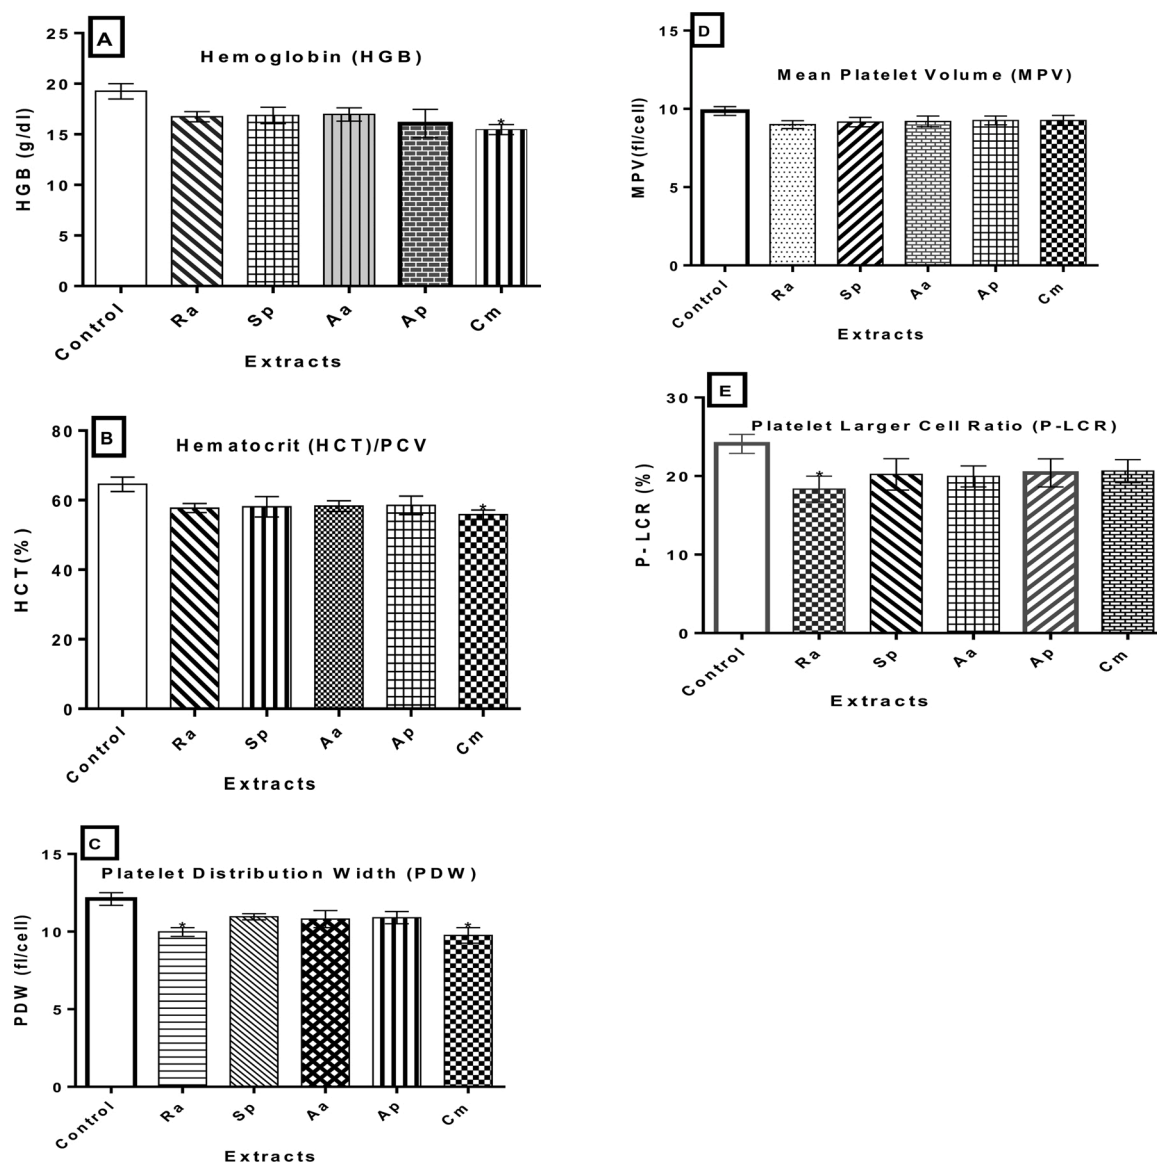 A
Hemoglobin (HGB)
HGB (g/dl)
25
20
15
10
5
0
*
Control
Ra
Sp
Aa
Ap
Cm
Extracts
B
Hematocrit (HCT)/PCV
HCT(%)
80
60
40
20
0
*
Control
Ra
Sp
Aa
Ap
Cm
Extracts
C
Platelet Distribution Width (PDW)
PDW (fl/cell)
15
10
5
0
*
*
Control
Ra
Sp
Aa
Ap
Cm
Extracts
D
Mean Platelet Volume (MPV)
MPV(fl/cell)
15
10
5
0
Control
Ra
Sp
Aa
Ap
Cm
Extracts
E
Platelet Larger Cell Ratio (P-LCR)
P- LCR (%)
30
20
10
0
*
Control
Ra
Sp
Aa
Ap
Cm
Extracts